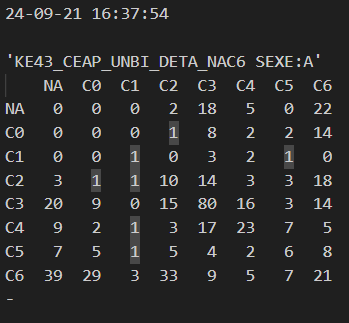 24-09-21 16:37:54
'KE43_CEAP_UNBI_DETA_NAC6 SEXE:A'
NA C0 C1 C2 C3 C4 C5 C6
NA 0 0 0 2 18 5 0 22
C0 0 0 0 1 8 2 2 14
C1 0 0 1 0 3 2 1 0
C2 3 1 1 10 14 3 3 18
C3 20 9 0 15 80 16 3 14
C4 9 2 1 3 17 23 7 5
C5 7 5 1 5 4 2 6 8
C6 39 29 3 33 9 5 7 21
-